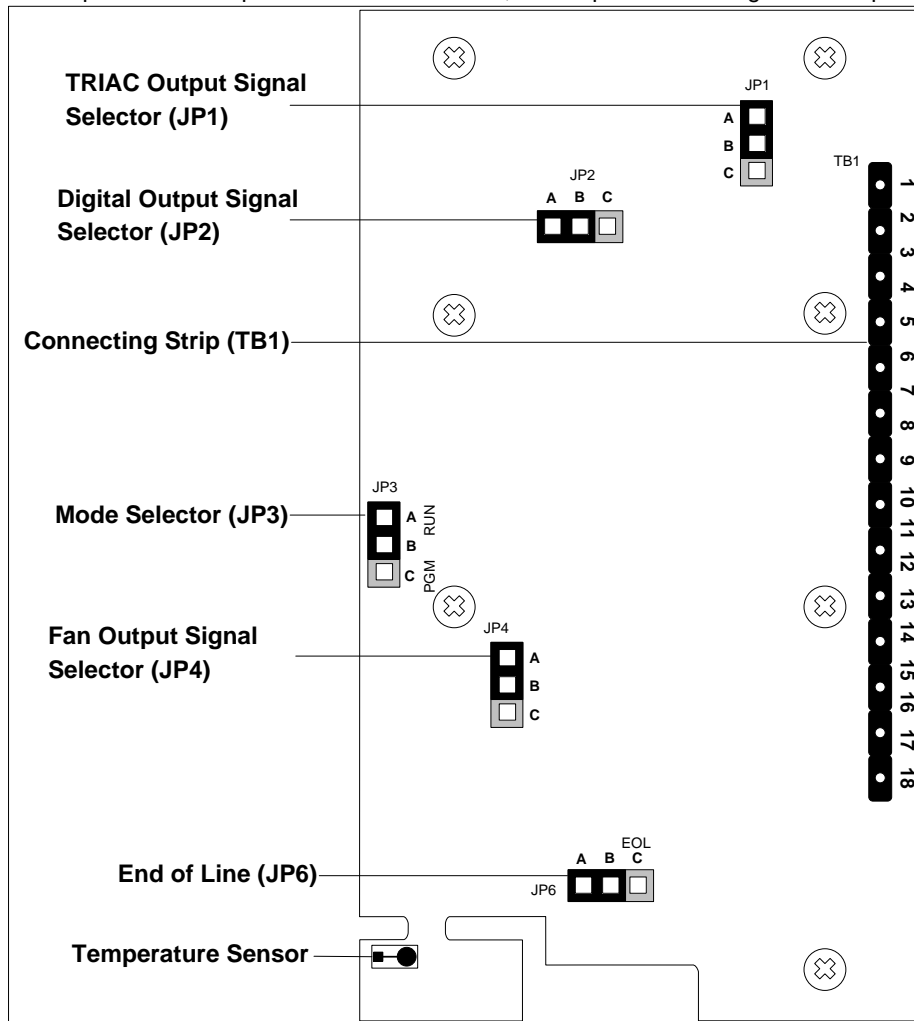 TRIAC Output Signal
Selector (JP1)
JP1
A
B
C
TB1
Digital Output Signal
Selector (JP2)
JP2
A B C
Connecting Strip (TB1)
1
2
3
4
5
6
7
8
9
10
11
12
13
14
15
16
17
18
Mode Selector (JP3)
JP3
A
B
C
RUN
PGM
Fan Output Signal
Selector (JP4)
JP4
A
B
C
End of Line (JP6)
EOL
A B C
JP6
Temperature Sensor